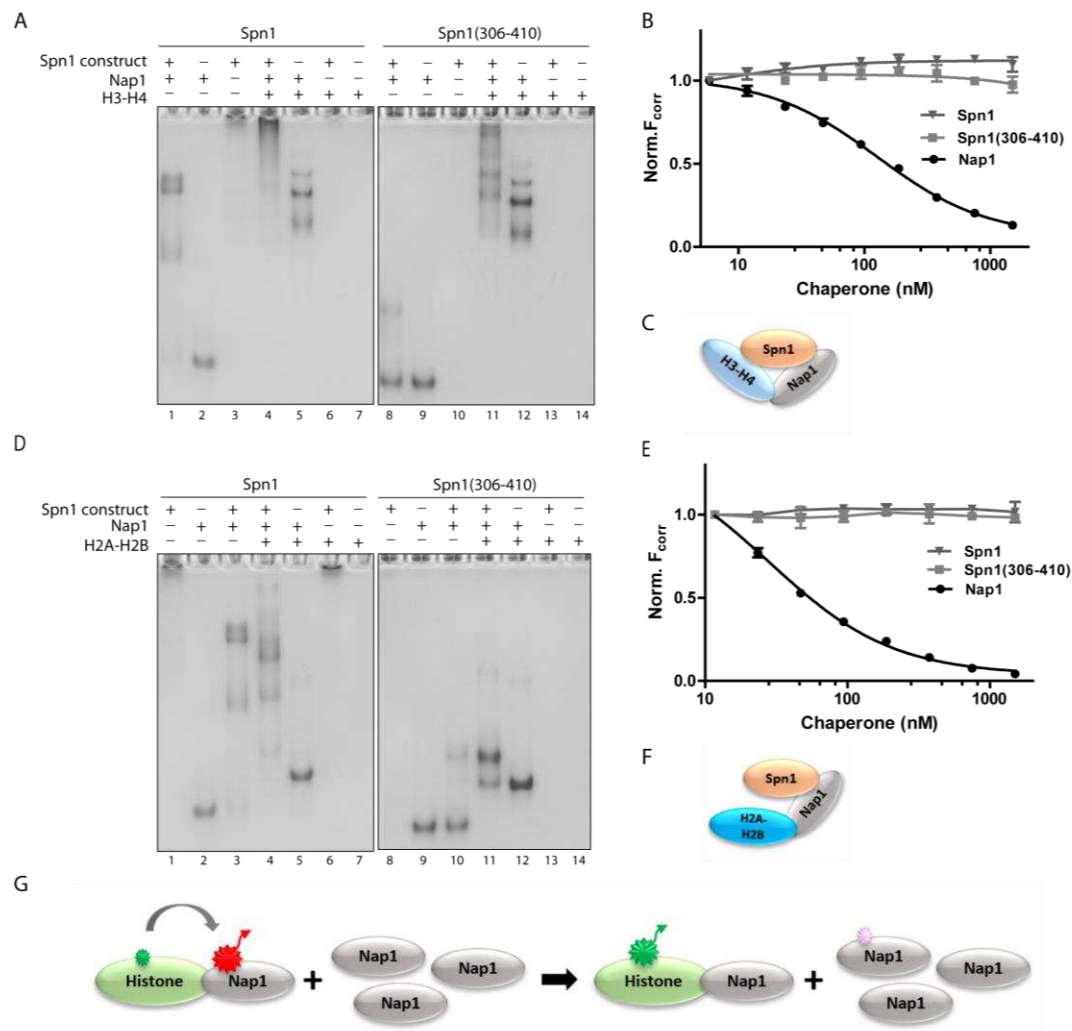 A
Spn1
Spn1(306-410)
Spn1 construct + − + + − + − + − + + − + −
Nap1 + + − + + − − + + − + + − −
H3-H4 − − − + + + + − − − + + + +
1 2 3 4 5 6 7 8 9 10 11 12 13 14
B
Norm.Fcorr
1.0
0.5
0.0
10 100 1000
Chaperone (nM)
Spn1
Spn1(306-410)
Nap1
C
Spn1
H3-H4
Nap1
D
Spn1
Spn1(306-410)
Spn1 construct + − + + − + − − − + + − + −
Nap1 − + + + + − − − + + + + − −
H2A-H2B − − − + + + + − − − + + + +
1 2 3 4 5 6 7 8 9 10 11 12 13 14
E
Norm. Fcorr
1.0
0.5
0.0
10 100 1000
Chaperone (nM)
Spn1
Spn1(306-410)
Nap1
F
Spn1
H2A-
H2B
Nap1
G
Histone Nap1 + Nap1 Nap1 Nap1 Histone Nap1 + Nap1 Nap1 Nap1